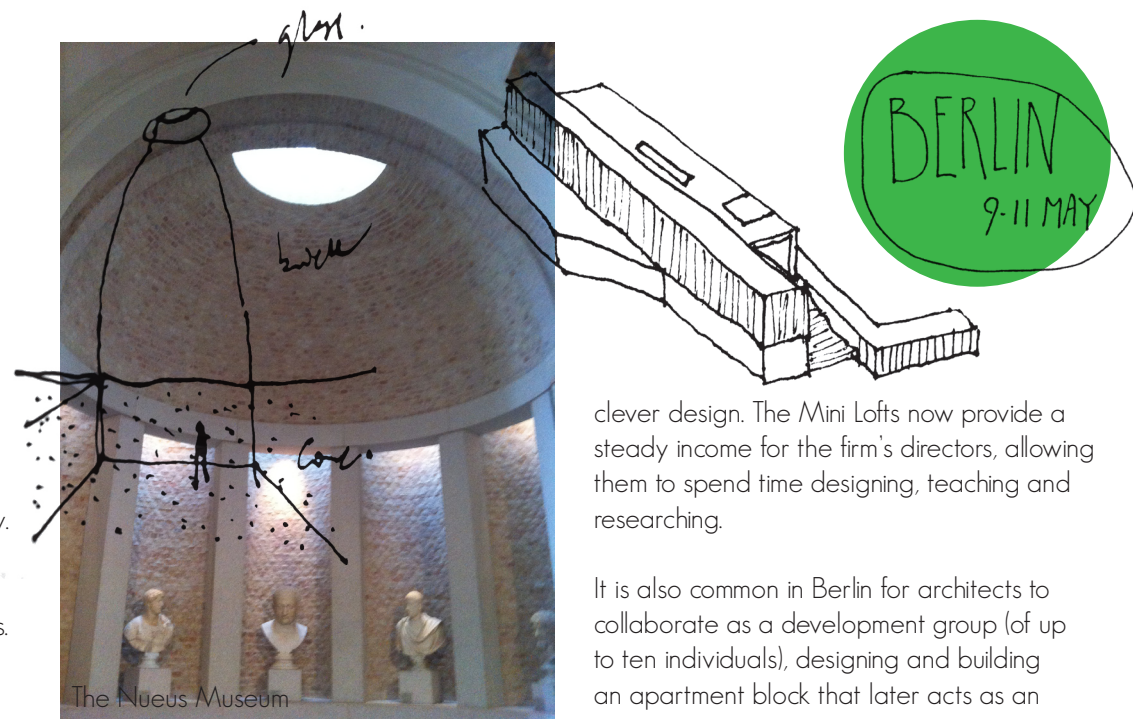 glass.
brick
conc.
BERLIN
9-11 MAY
y.
s.
The Nueus Museum
clever design. The Mini Lofts now provide a
steady income for the firm's directors, allowing
them to spend time designing, teaching and
researching.
It is also common in Berlin for architects to
collaborate as a development group (of up
to ten individuals), designing and building
an apartment block that later acts as an